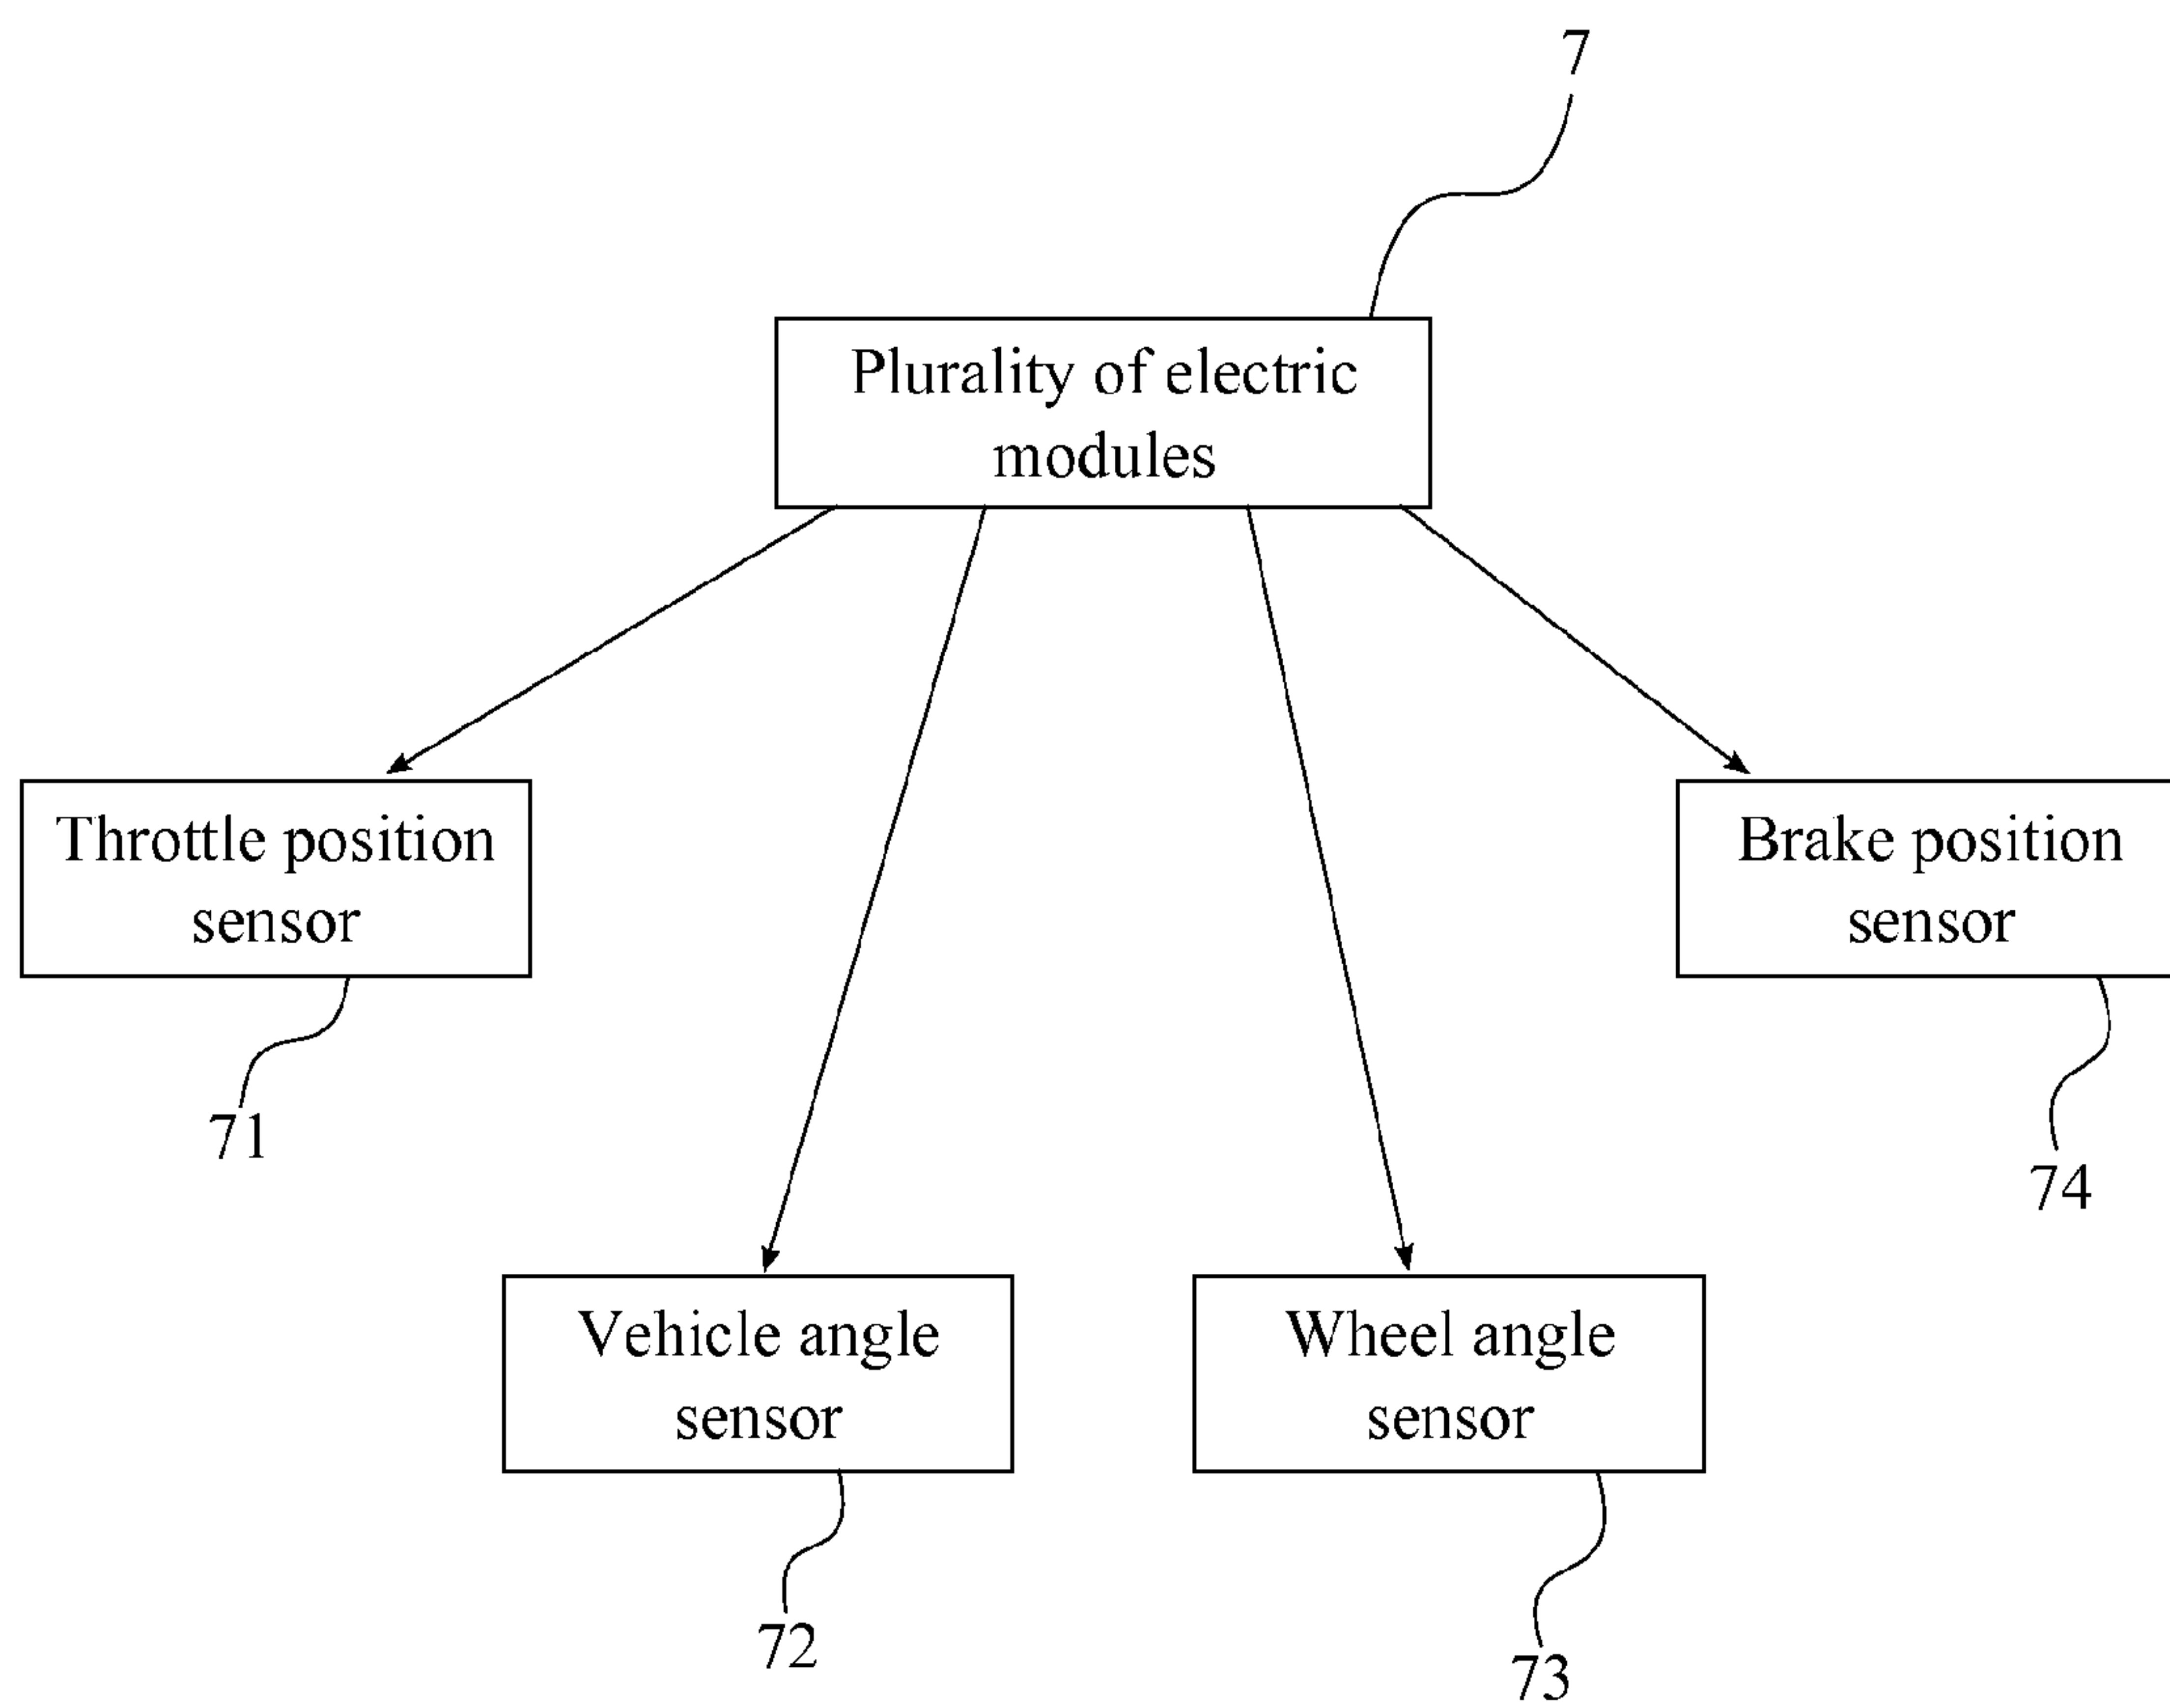 7
Plurality of electric
modules
Throttle position
sensor
Brake position
sensor
71
74
Vehicle angle
sensor
Wheel angle
sensor
72
73